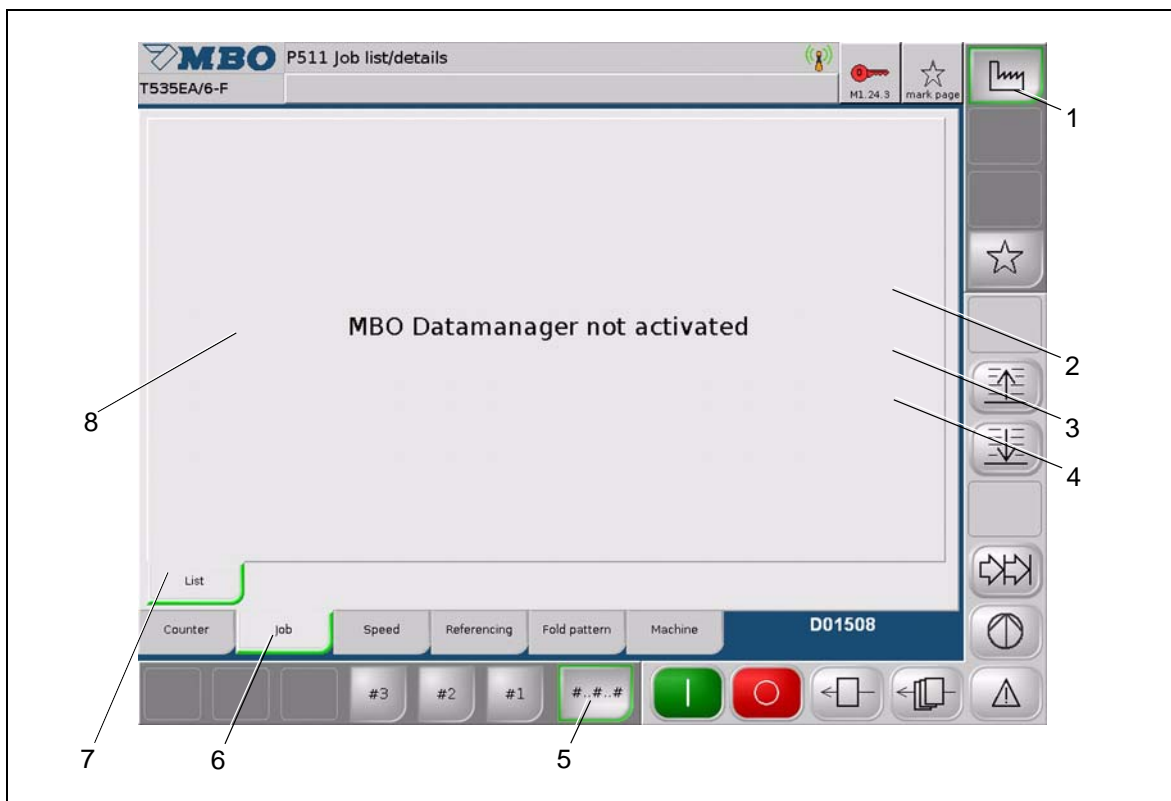 MBO
P511 Job list/details
T535EA/6-F
M1.24.3
mark page
1
MBO Datamanager not activated
2
3
4
8
List
Counter
Job
Speed
Referencing
Fold pattern
Machine
D01508
#3
#2
#1
#..#..#
7
6
5